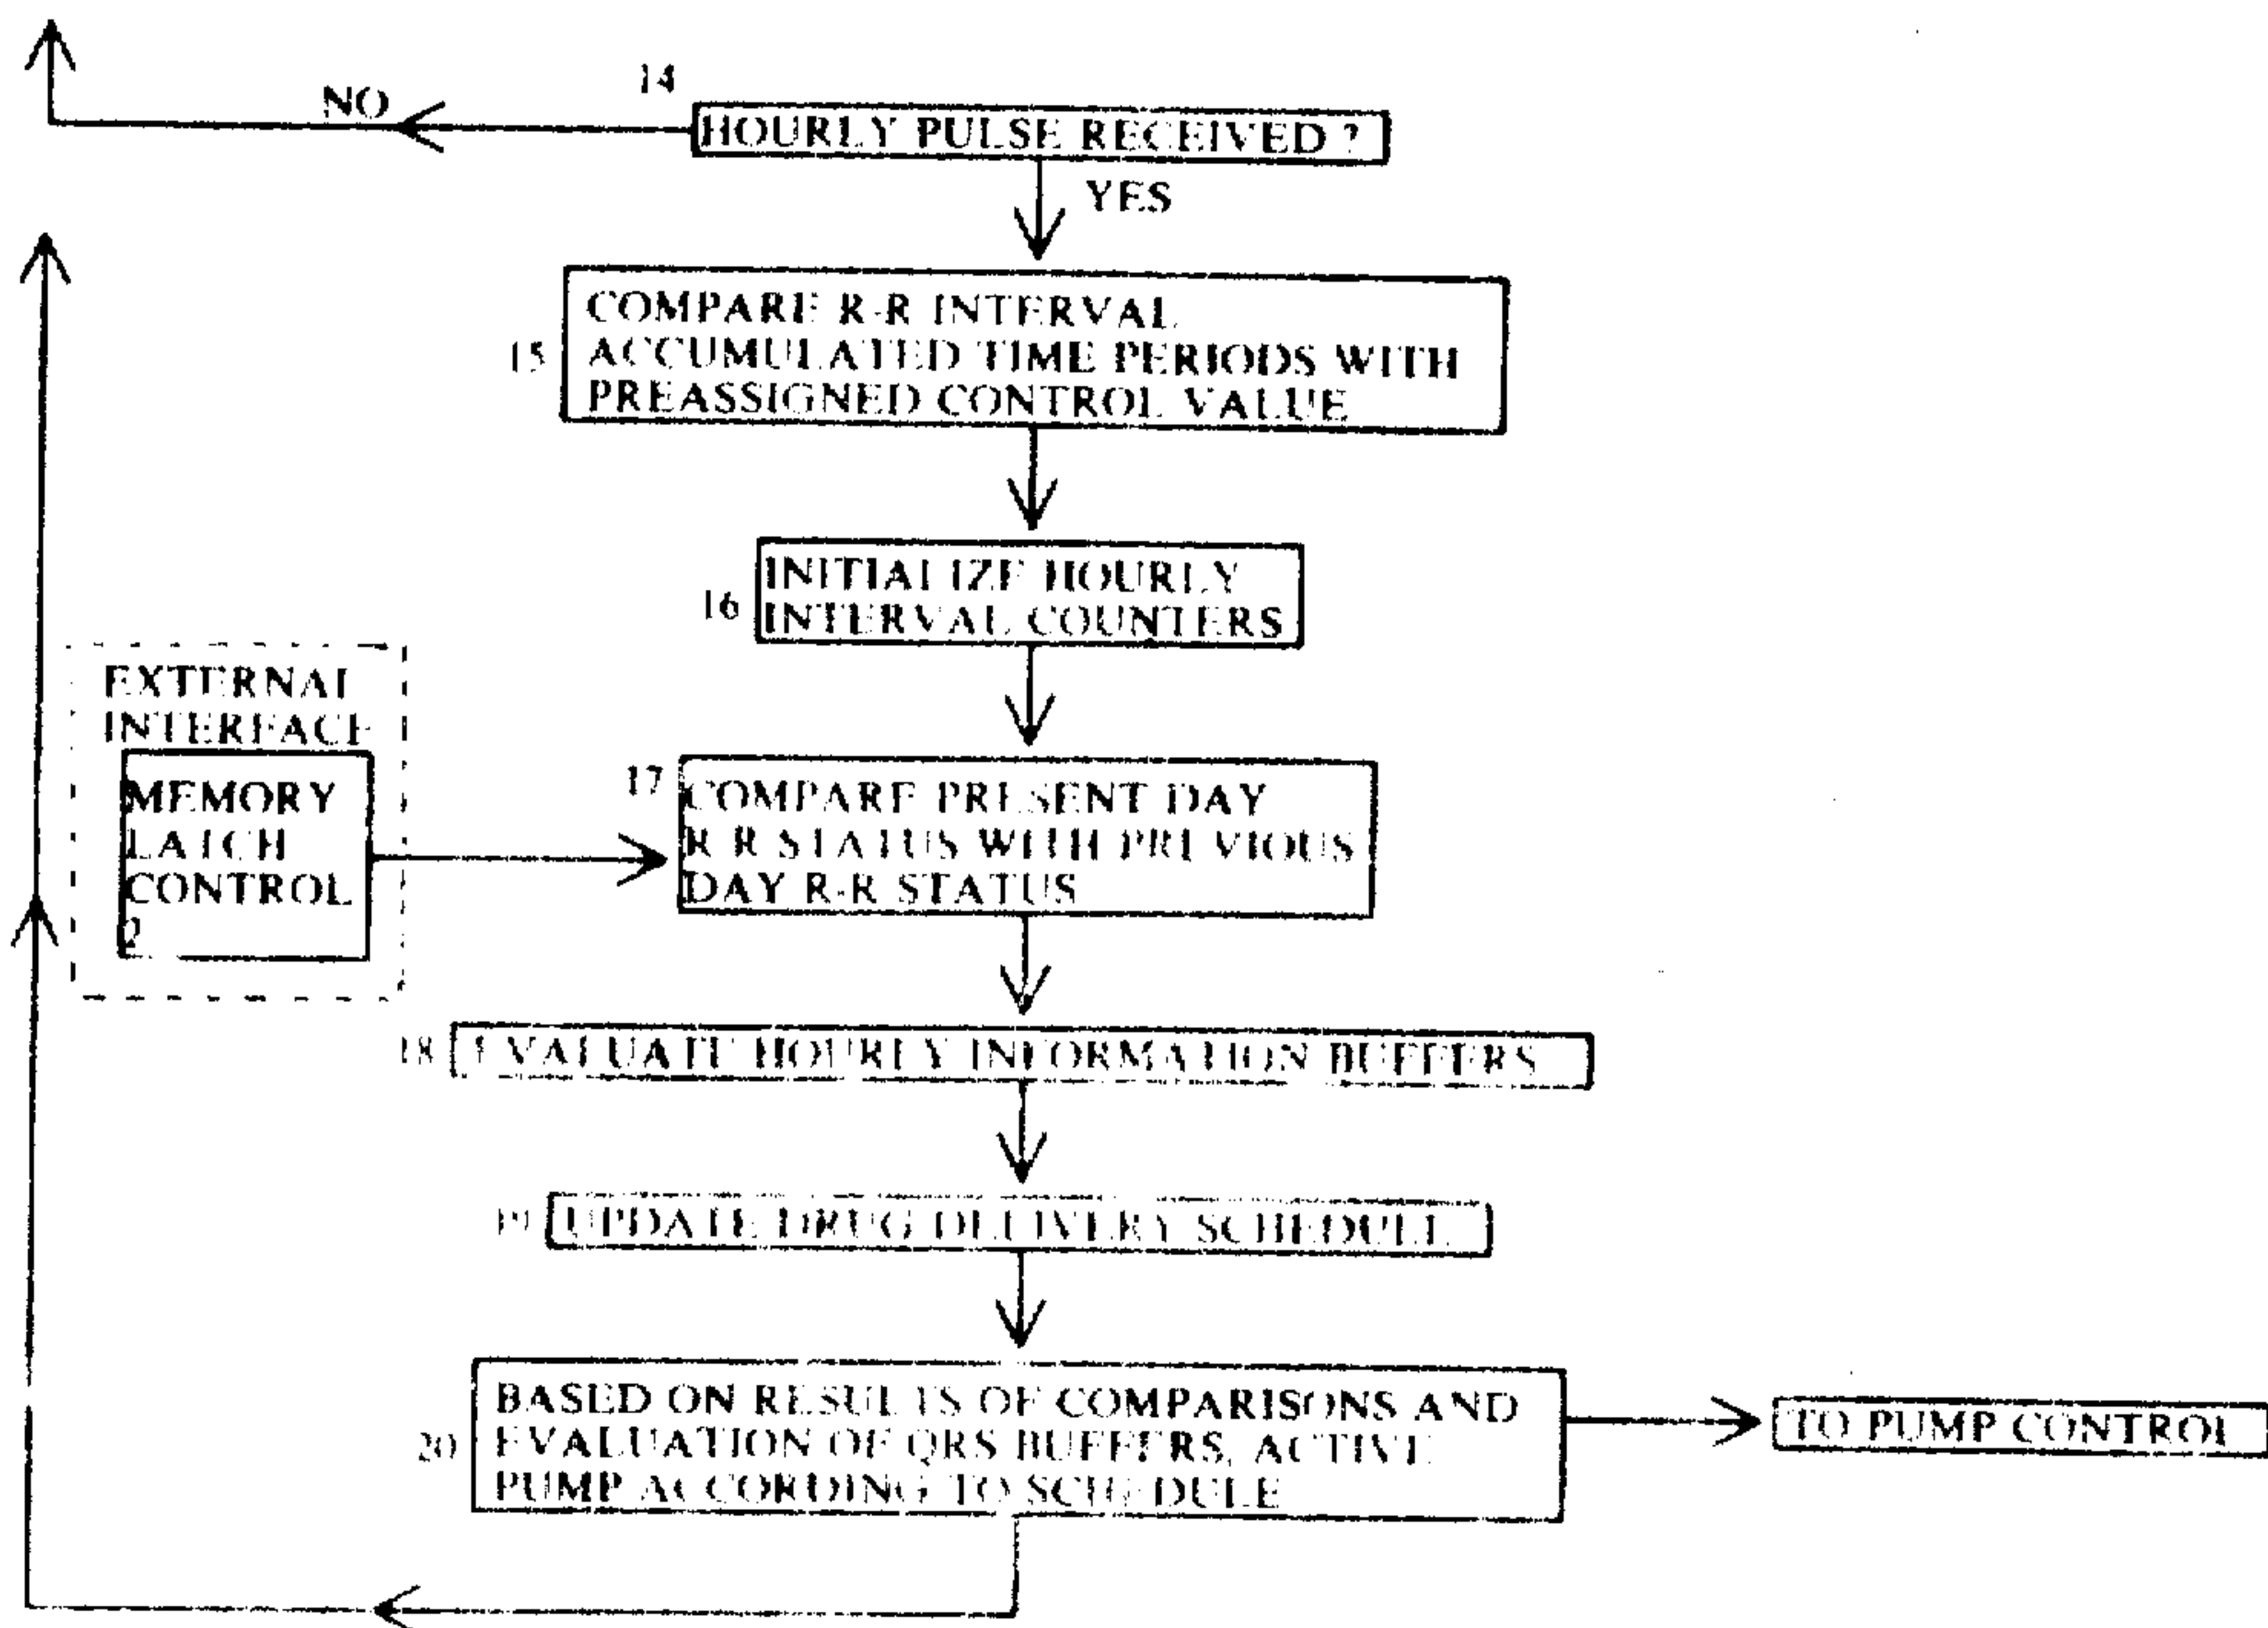 14
NO
HOURLY PULSE RECEIVED ?
YES
15
COMPARE R-R INTERVAL
ACCUMULATED TIME PERIODS WITH
PREASSIGNED CONTROL VALUE
16
INITIALIZE HOURLY
INTERVAL COUNTERS
EXTERNAL
INTERFACE
MEMORY
LATCH
CONTROL
2
17
COMPARE PRESENT DAY
R-R STATUS WITH PREVIOUS
DAY R-R STATUS
18
EVALUATE HOURLY INFORMATION BUFFERS
19
UPDATE DRUG DELIVERY SCHEDULE
20
BASED ON RESULTS OF COMPARISONS AND
EVALUATION OF QRS BUFFERS, ACTIVE
PUMP ACCORDING TO SCHEDULE
TO PUMP CONTROL